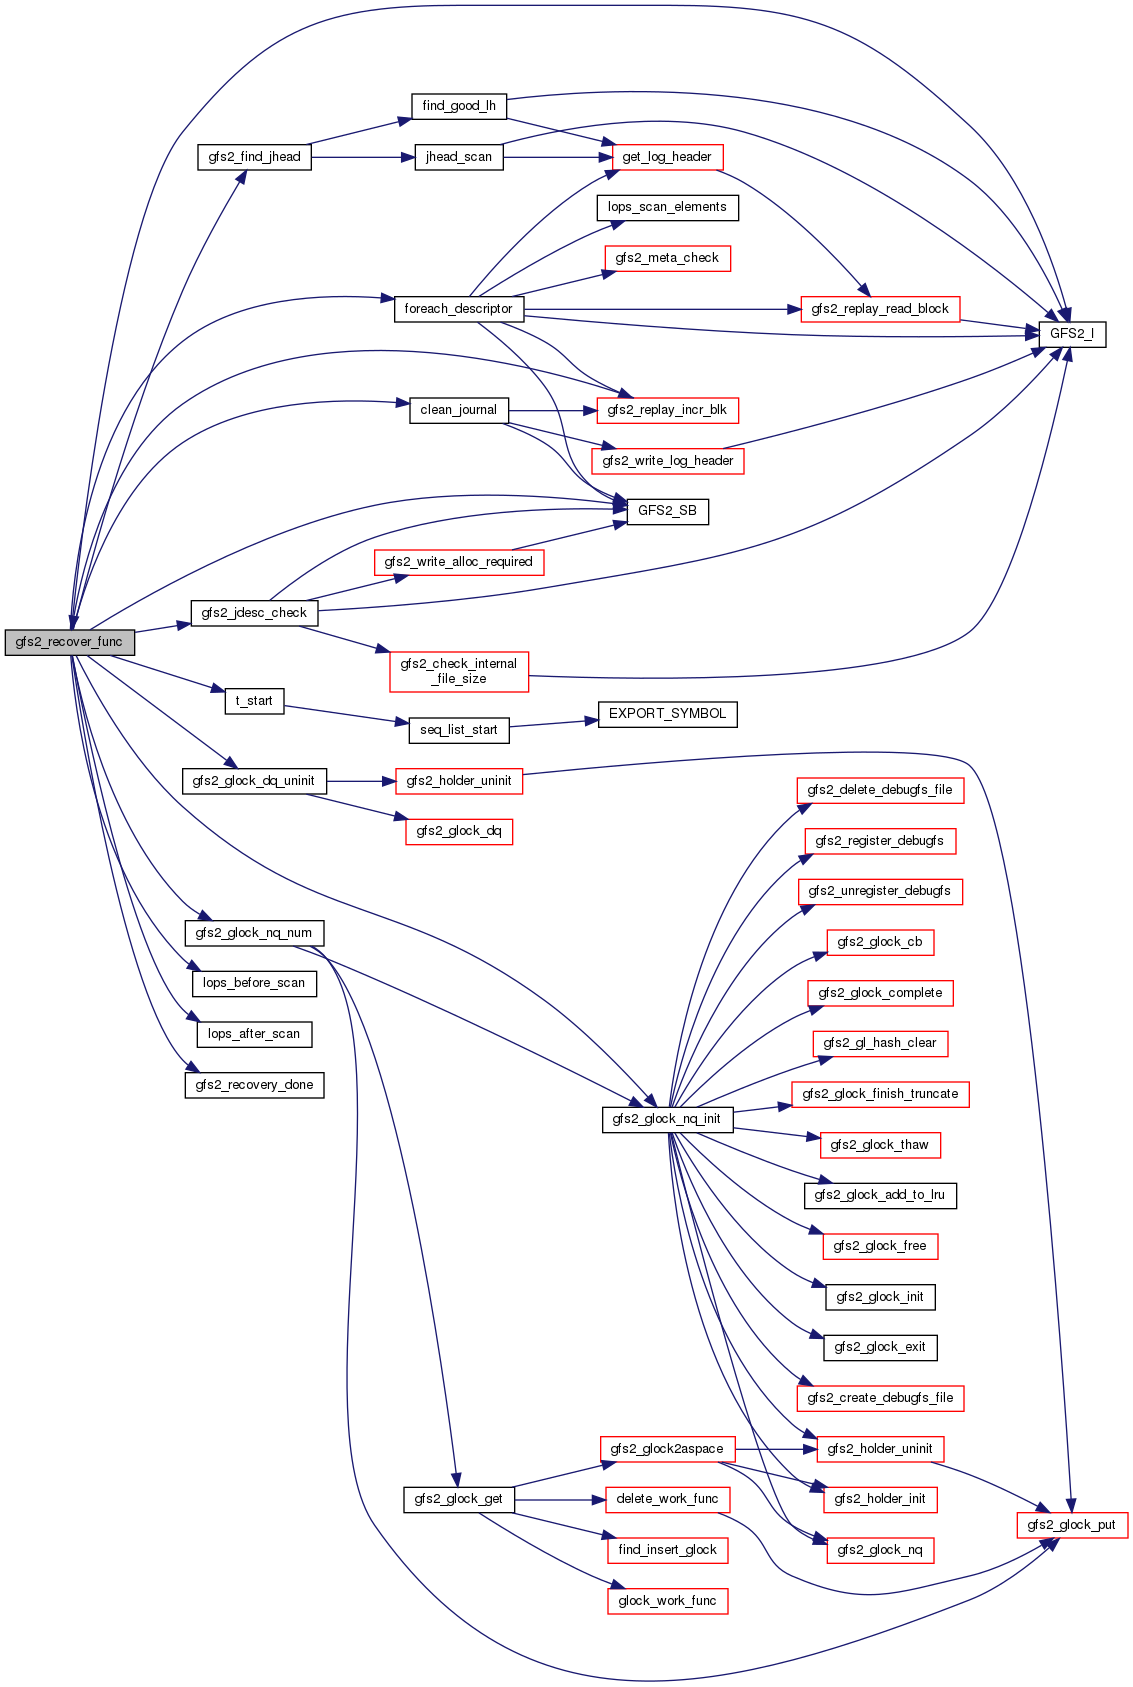 find_good_lh
gfs2_find_jhead
jhead_scan
get_log_header
lops_scan_elements
gfs2_meta_check
foreach_descriptor
gfs2_replay_read_block
GFS2_I
clean_journal
gfs2_replay_incr_blk
gfs2_write_log_header
GFS2_SB
gfs2_write_alloc_required
gfs2_jdesc_check
gfs2_recover_func
gfs2_check_internal
_file_size
t_start
seq_list_start
EXPORT_SYMBOL
gfs2_glock_dq_uninit
gfs2_holder_uninit
gfs2_glock_dq
gfs2_delete_debugfs_file
gfs2_register_debugfs
gfs2_unregister_debugfs
gfs2_glock_nq_num
gfs2_glock_cb
lops_before_scan
gfs2_glock_complete
lops_after_scan
gfs2_gl_hash_clear
gfs2_recovery_done
gfs2_glock_finish_truncate
gfs2_glock_nq_init
gfs2_glock_thaw
gfs2_glock_add_to_lru
gfs2_glock_free
gfs2_glock_init
gfs2_glock_exit
gfs2_create_debugfs_file
gfs2_glock2aspace
gfs2_holder_uninit
gfs2_glock_get
delete_work_func
gfs2_holder_init
gfs2_glock_put
find_insert_glock
gfs2_glock_nq
glock_work_func